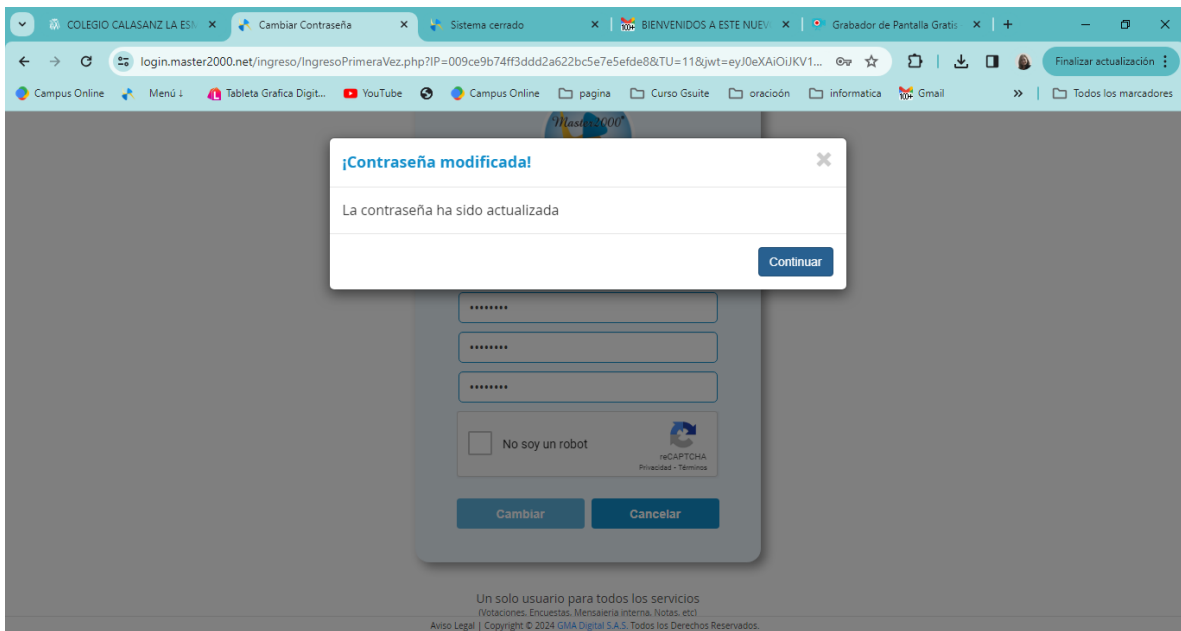 COLEGIO CALASANZ LA ESM
Cambiar Contraseña
Sistema cerrado
BIENVENIDOS A ESTE NUEV
Grabador de Pantalla Gratis
login.master2000.net/ingreso/IngresoPrimeraVez.php?IP=009ce9b74ff3ddd2a622bc5e7e5efde8&TU=11&jwt=eyJ0eXAiOiJKV1...
Finalizar actualización
Campus Online
Menú ↓
Tableta Grafica Digit...
YouTube
Campus Online
pagina
Curso Gsuite
oracioón
informatica
Gmail
»
Todos los marcadores
¡Contraseña modificada!
La contraseña ha sido actualizada
Continuar
No soy un robot
reCAPTCHA
Privacidad - Términos
Cambiar
Cancelar
Un solo usuario para todos los servicios
(Votaciones, Encuestas, Mensajería interna, Notas, etc)
Aviso Legal | Copyright © 2024 GMA Digital S.A.S. Todos los Derechos Reservados.